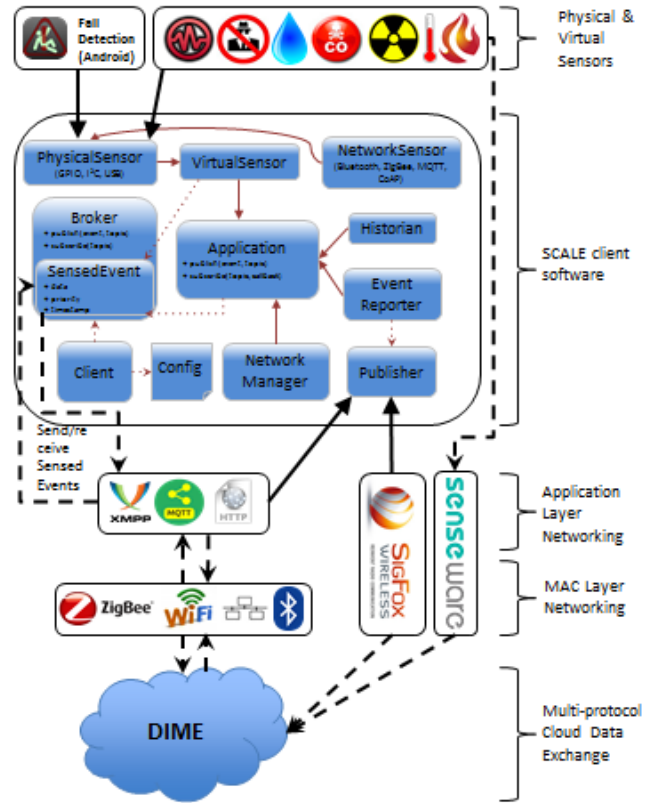 Fall
Detection
(Android)
CO
Physical &
Virtual
Sensors
PhysicalSensor
(GPIO, I²C, USB)
VirtualSensor
NetworkSensor
(Bluetooth, ZigBee, MQTT,
CoAP)
Broker
+ publish(event, topic)
+ subscribe(topic)
SensedEvent
+ data
+ priority
+ timestamp
Application
+ publish(event, topic)
+ subscribe(topic,callback)
Historian
Event
Reporter
Client
Config
Network
Manager
Publisher
SCALE client
software
Send/re
ceive
Sensed
Events
XMPP
MQTT
HTTP
SIGFOX
WIRELESS
senseware
Application
Layer
Networking
ZigBee®
WiFi
MAC Layer
Networking
DIME
Multi-protocol
Cloud Data
Exchange